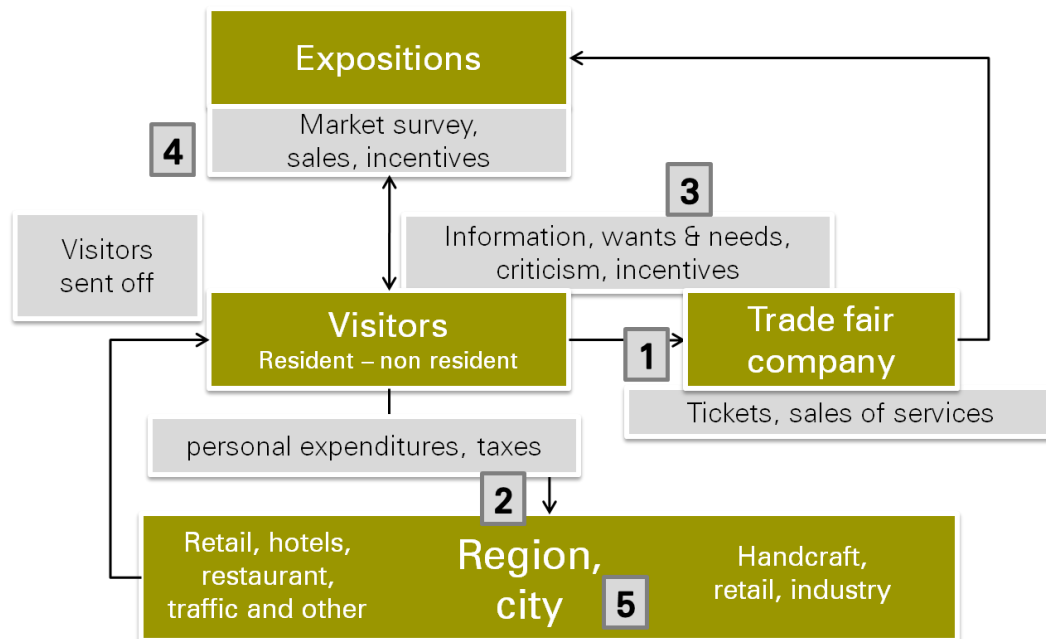 Expositions
Market survey,
sales, incentives
4
3
Information, wants & needs,
criticism, incentives
Visitors
sent off
Visitors
Resident – non resident
1
Trade fair
company
Tickets, sales of services
personal expenditures, taxes
2
Retail, hotels,
restaurant,
traffic and other
Region,
city
5
Handcraft,
retail, industry